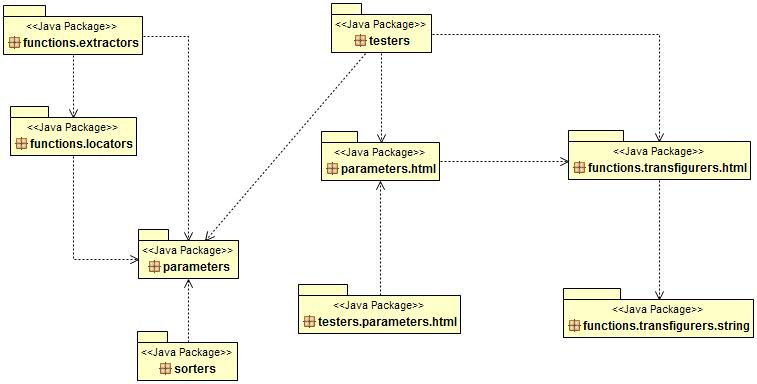 <<Java Package>>
functions.extractors
<<Java Package>>
testers
<<Java Package>>
functions.locators
<<Java Package>>
parameters.html
<<Java Package>>
functions.transfigurers.html
<<Java Package>>
parameters
<<Java Package>>
testers.parameters.html
<<Java Package>>
functions.transfigurers.string
<<Java Package>>
sorters